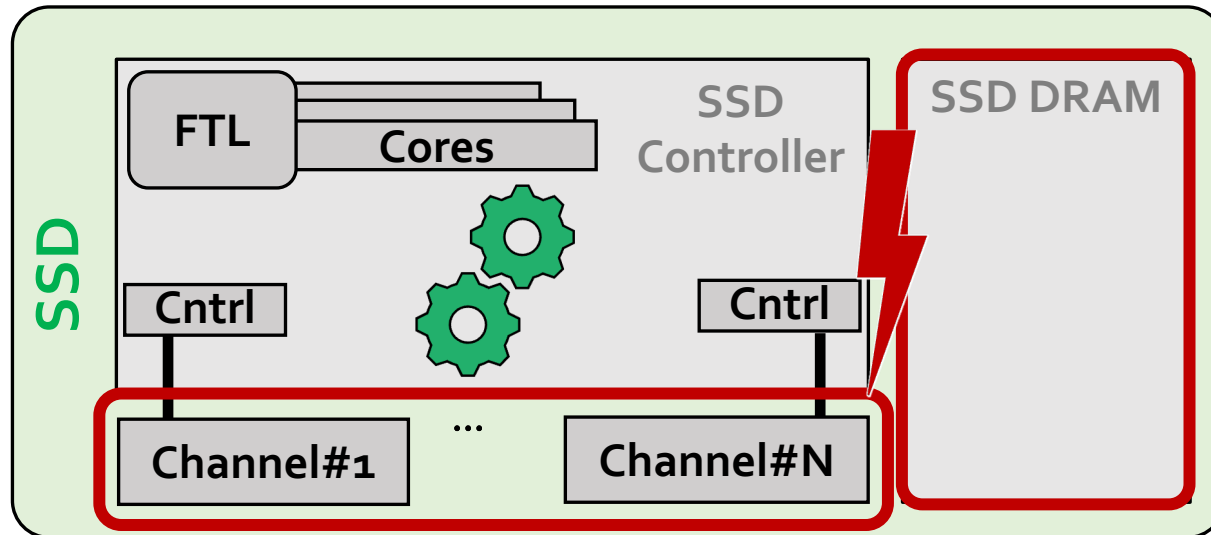 SSD
FTL
Cores
SSD
Controller
SSD DRAM
Cntrl
Cntrl
Channel#1
...
Channel#N